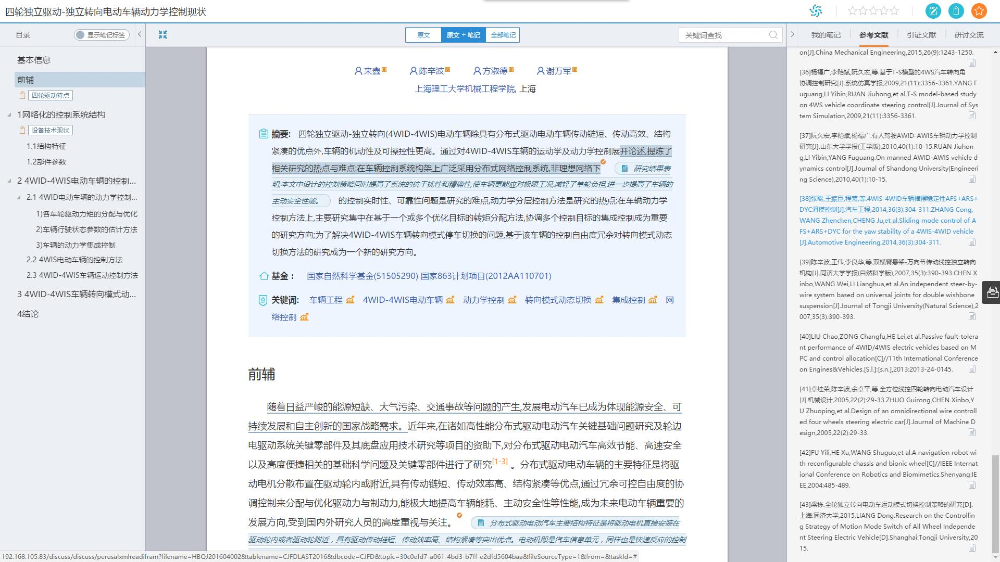 四轮独立驱动-独立转向电动车辆动力学控制现状
目录
显示笔记标签
原文
原文 + 笔记
全部笔记
关键词查找
我的笔记
参考文献
引证文献
研讨交流
基本信息
前辅
四轮驱动特点
1网络化的控制系统结构
设备技术现状
1.1结构特征
1.2部件参数
2 4WID-4WIS电动车辆的控制...
2.1 4WID电动车辆的动力学控制...
1)各车轮驱动力矩的分配与优化
2)车辆行驶状态参数的估计方法
3)车辆的动力学集成控制
2.2 4WIS电动车辆的控制方法
2.3 4WID-4WIS车辆运动控制方法
3 4WID-4WIS车辆转向模式动...
4结论
来鑫 陈辛波 方淑德 谢万军
上海理工大学机械工程学院, 上海
摘要: 四轮独立驱动-独立转向(4WID-4WIS)电动车辆除具有分布式驱动电动车辆传动链短、传动高效、结构
紧凑的优点外,车辆的机动性及可操控性更高。通过对4WID-4WIS车辆的运动学及动力学控制展开论述,提炼了
相关研究的热点与难点:在车辆控制系统构架上广泛采用分布式网络控制系统,非理想网络下 研究结果表
明,本文中设计的控制策略同时提高了系统的抗干扰性和精确性,使车辆更能应对极限工况,减轻了单轮负担,进一步提高了车辆的
主动安全性能。 的控制实时性、可靠性问题是研究的难点,动力学分层控制方法是研究的热点;在车辆动力学
控制方法上,主要研究集中在基于一个或多个优化目标的转矩分配方法,协调多个控制目标的集成控制成为重要
的研究方向;为了解决4WID-4WIS车辆转向模式停车切换的问题,基于该车辆的控制自由度冗余对转向模式动态
切换方法的研究成为一个新的研究方向。
基金： 国家自然科学基金(51505290) 国家863计划项目(2012AA110701)
关键词: 车辆工程 4WID-4WIS电动车辆 动力学控制 转向模式动态切换 集成控制 网
络控制
前辅
随着日益严峻的能源短缺、大气污染、交通事故等问题的产生,发展电动汽车已成为体现能源安全、可
持续发展和自主创新的国家战略需求。近年来,在诸如高性能分布式驱动电动汽车关键基础问题研究及轮边
电驱动系统关键零部件及其底盘应用技术研究等项目的资助下,对分布式驱动电动汽车高效节能、高速安全
以及高度便捷相关的基础科学问题及关键零部件进行了研究[1-3] 。分布式驱动电动车辆的主要特征是将驱
动电机分散布置在驱动轮内或附近,具有传动链短、传动效率高、结构紧凑等优点,通过冗余可控自由度的协
调控制来分配与优化驱动力与制动力,能极大地提高车辆能耗、主动安全性等性能,成为未来电动车辆重要的
发展方向,受到国内外研究人员的高度重视与关注。 分布式驱动电动汽车主要结构特征是将驱动电机直接安装在
驱动轮内或者驱动轮附近，具有驱动传动链短、传动效率高、结构紧凑等突出优点。电动机即是汽车信息单元，同样也是快速反应的控制
on[J].China Mechanical Engineering,2015,26(9):1243-1250.
[36]杨福广,李贻斌,阮久宏,等.基于T-S模型的4WS汽车转向角
协调控制研究[J].系统仿真学报,2009,21(11):3356-3361.YANG F
uguang,LI Yibin,RUAN Jiuhong,et al.T-S model-based study
on 4WS vehicle coordinate steering control[J].Journal of Sys
tem Simulation,2009,21(11):3356-3361.
[37]阮久宏,李贻斌,杨福广.有人驾驶AWID-AWIS车辆动力学控制
研究[J].山东大学学报(工学版),2010,40(1):10-15.RUAN Jiuhon
g,LI Yibin,YANG Fuguang.On manned AWID-AWIS vehicle d
ynamics control[J].Journal of Shandong University(Engineeri
ng Science),2010,40(1):10-15.
[38]张聪,王振臣,程菊,等.4WIS-4WID车辆横摆稳定性AFS+ARS+
DYC滑模控制[J].汽车工程,2014,36(3):304-311.ZHANG Cong,
WANG Zhenchen,CHENG Ju,et al.Sliding mode control of A
FS+ARS+DYC for the yaw stability of a 4WIS-4WID vehicle
[J].Automotive Engineering,2014,36(3):304-311.
[39]陈辛波,王伟,李良华,等.双横臂悬架-万向节传动线控独立转向
机构[J].同济大学学报(自然科学版),2007,35(3):390-393.CHEN X
inbo,WANG Wei,LI Lianghua,et al.An independent steer-by-
wire system based on universal joints for double wishbone
suspension[J].Journal of Tongji University(Natural Science),2
007,35(3):390-393.
[40]LIU Chao,ZONG Changfu,HE Lei,et al.Passive fault-tolera
nt performance of 4WID/4WIS electric vehicles based on M
PC and control allocation[C]//11th International Conference
on Engines&Vehicles.[S.l.]:[s.n.],2013:2013-24-0145.
[41]卓桂荣,陈辛波,余卓平,等.全方位线控四轮转向电动汽车设计
[J].机械设计,2005,22(2):29-33.ZHUO Guirong,CHEN Xinbo,Y
U Zhuoping,et al.Design of an omnidirectional wire controll
ed four wheels steering electric car[J].Journal of Machine D
esign,2005,22(2):29-33.
[42]FU Yili,HE Xu,WANG Shuguo,et al.A navigation robot wi
th reconfigurable chassis and bionic wheel[C]//IEEE Internat
ional Conference on Robotics and Biomimetics.Shenyang:IE
EE,2004:485-489.
[43]梁栋.全轮独立转向电动车运动模式切换控制策略的研究[D].
上海:同济大学,2015.LIANG Dong.Research on the Controllin
g Strategy of Motion Mode Switch of All Wheel Independe
nt Steering Electric Vehicle[D].Shanghai:Tongji University,20
15.
192.168.105.83/discuss/discuss/perusalxmlreadifram?filename=HBQJ201604002&tablename=CJFDLAST2016&dbcode=CJFD&topic=30c0efd7-a061-4bd3-b7ff-e2dfd5604baa&fileSourceType=1&from=&taskId=#